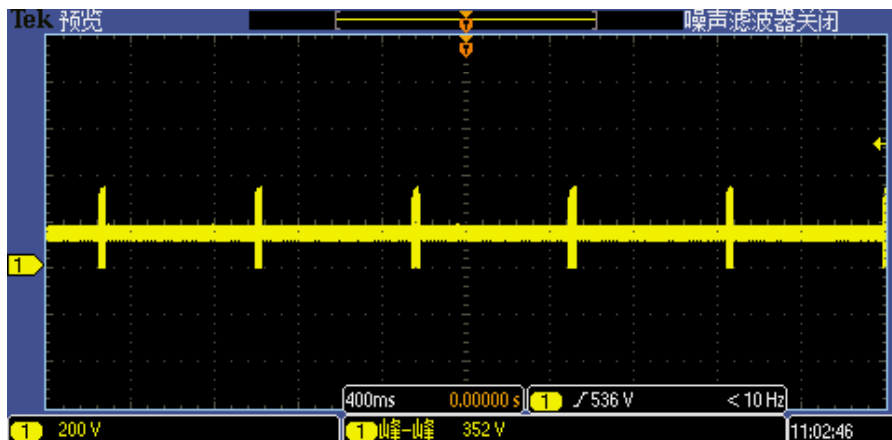 Tek 预览 噪声滤波器关闭
T
T
1
400ms 0.00000 s 1 536 V < 10 Hz
1 200 V 1 峰-峰 352 V 11:02:46